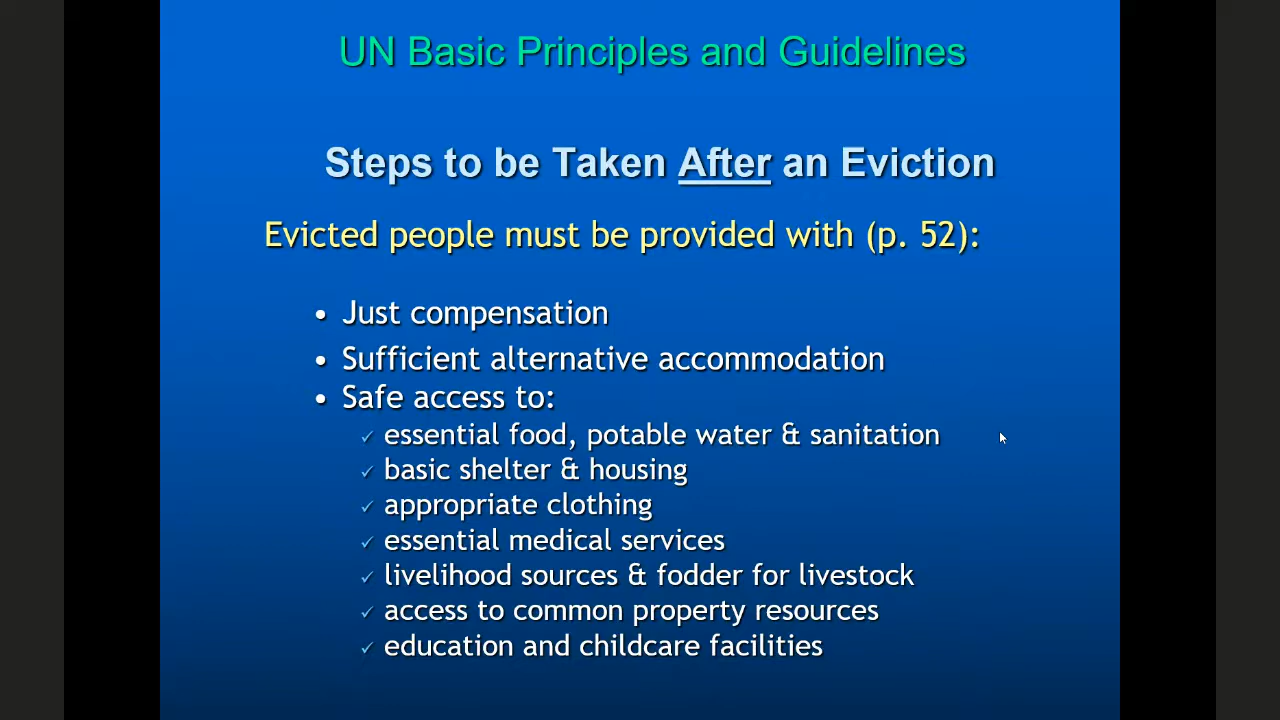 UN Basic Principles and Guidelines
Steps to be Taken After an Eviction
Evicted people must be provided with (p. 52):
• Just compensation
• Sufficient alternative accommodation
• Safe access to:
✓ essential food, potable water & sanitation
✓ basic shelter & housing
✓ appropriate clothing
✓ essential medical services
✓ livelihood sources & fodder for livestock
✓ access to common property resources
✓ education and childcare facilities